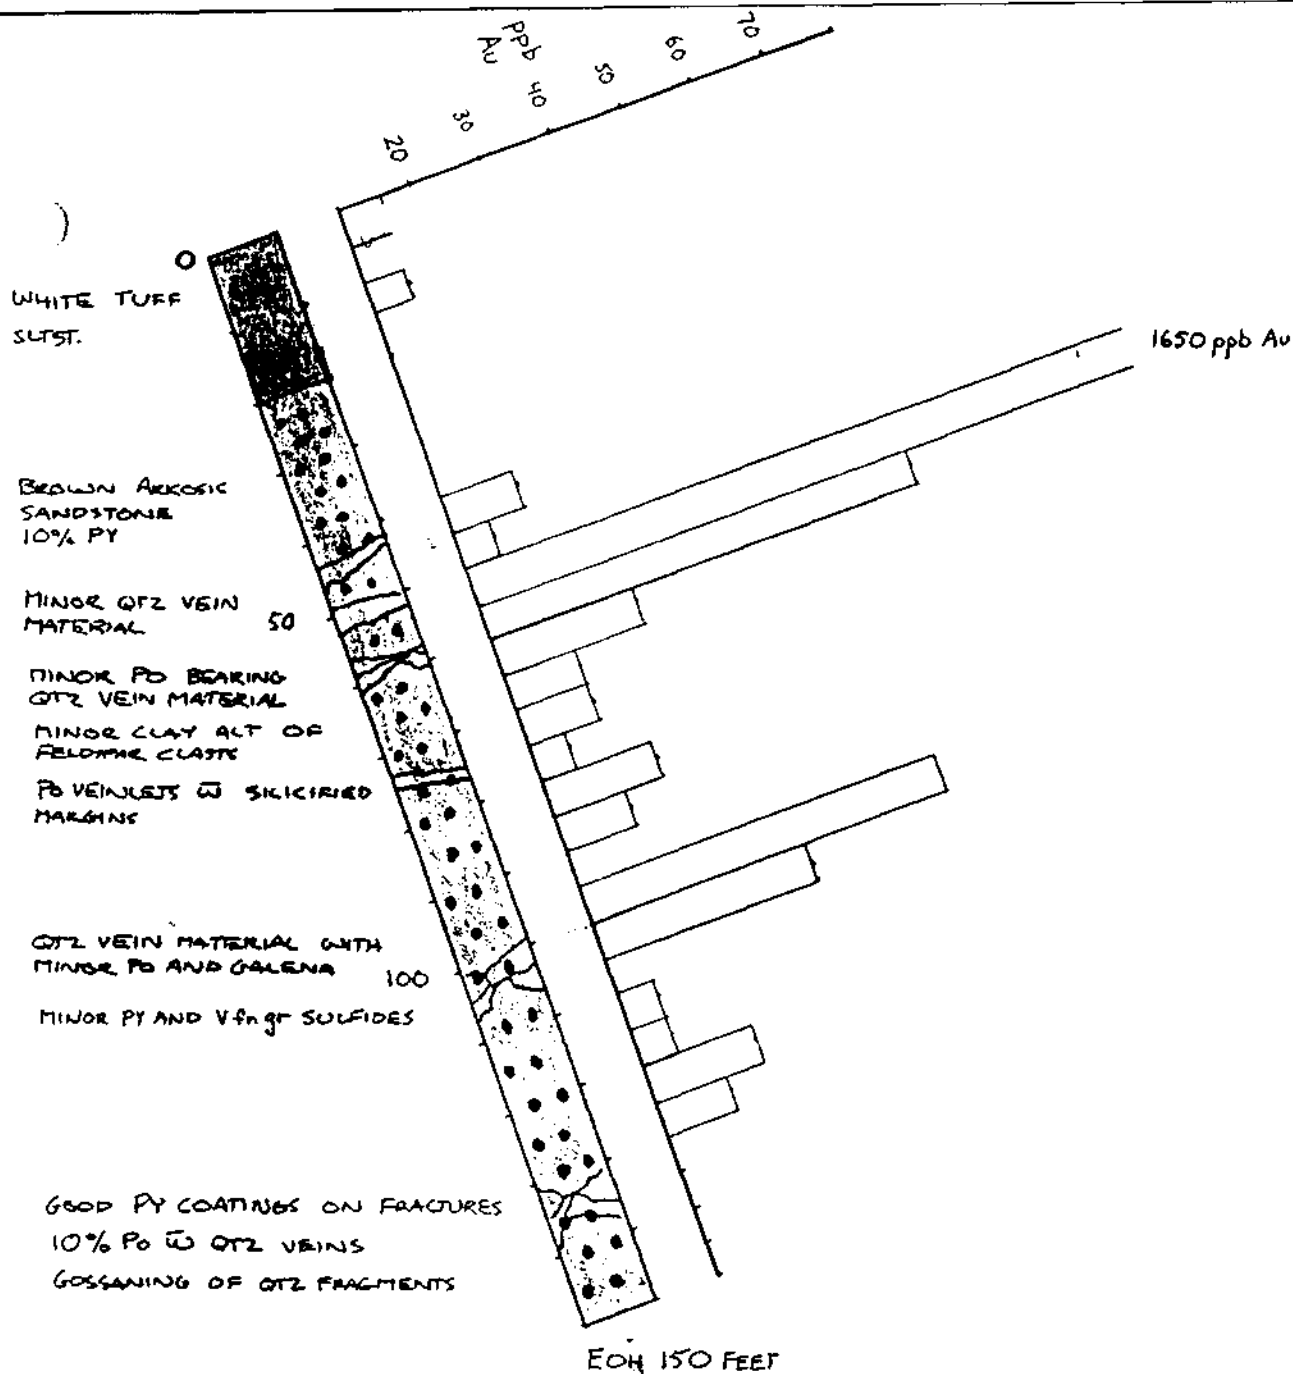 ppb
Au
20
30
40
50
60
70
O
WHITE TUFF
SLTST.
1650 ppb Au
BROWN ARKOSIC
SANDSTONE
10% PY
MINOR QTZ VEIN
MATERIAL
50
MINOR PO BEARING
QTZ VEIN MATERIAL
MINOR CLAY ALT OF
FELDSPAR CLASTS
PO VEINLETS w̄ SILICIFIED
MARGINS
QTZ VEIN MATERIAL WITH
MINOR PO AND GALENA
100
MINOR PY AND V fn gr SULFIDES
GOOD PY COATINGS ON FRACTURES
10% PO w̄ QTZ VEINS
GOSSANING OF QTZ FRAGMENTS
EOH 150 FEET